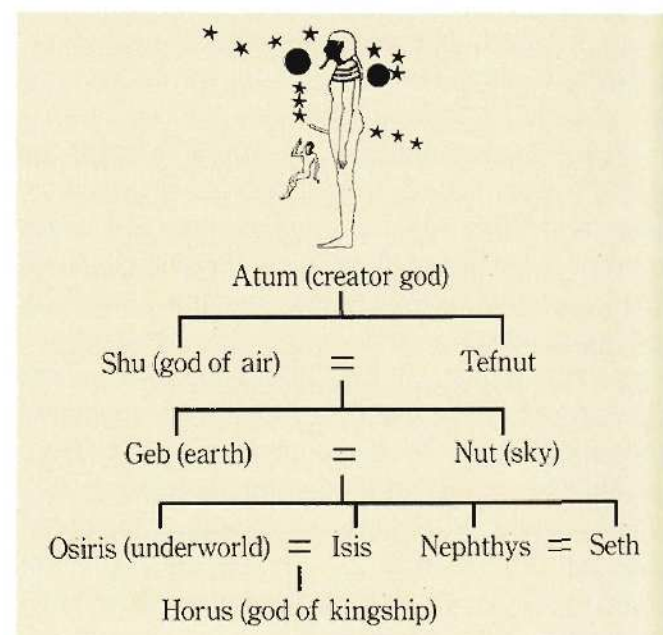 Atum (creator god)
Shu (god of air) = Tefnut
Geb (earth) = Nut (sky)
Osiris (underworld) = Isis Nephthys = Seth
Horus (god of kingship)